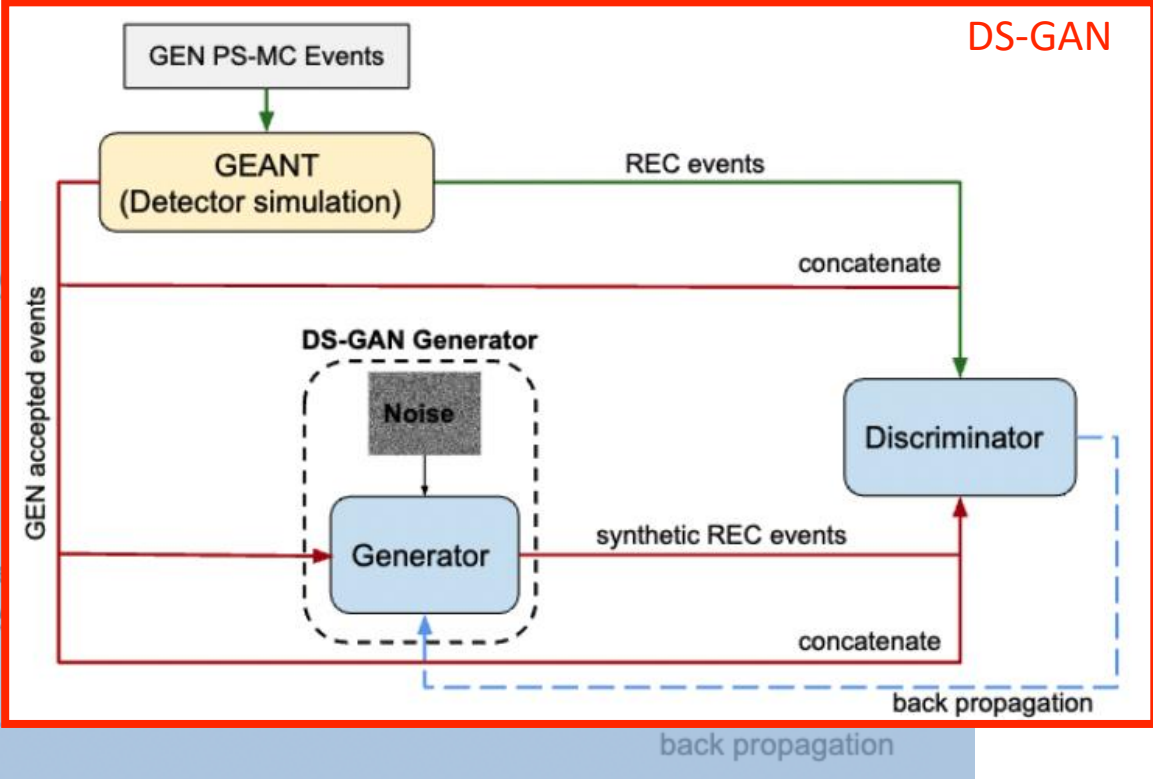 DS-GAN
GEN PS-MC Events
GEANT
(Detector simulation)
REC events
concatenate
GEN accepted events
DS-GAN Generator
Noise
Discriminator
Generator
synthetic REC events
concatenate
back propagation
back propagation